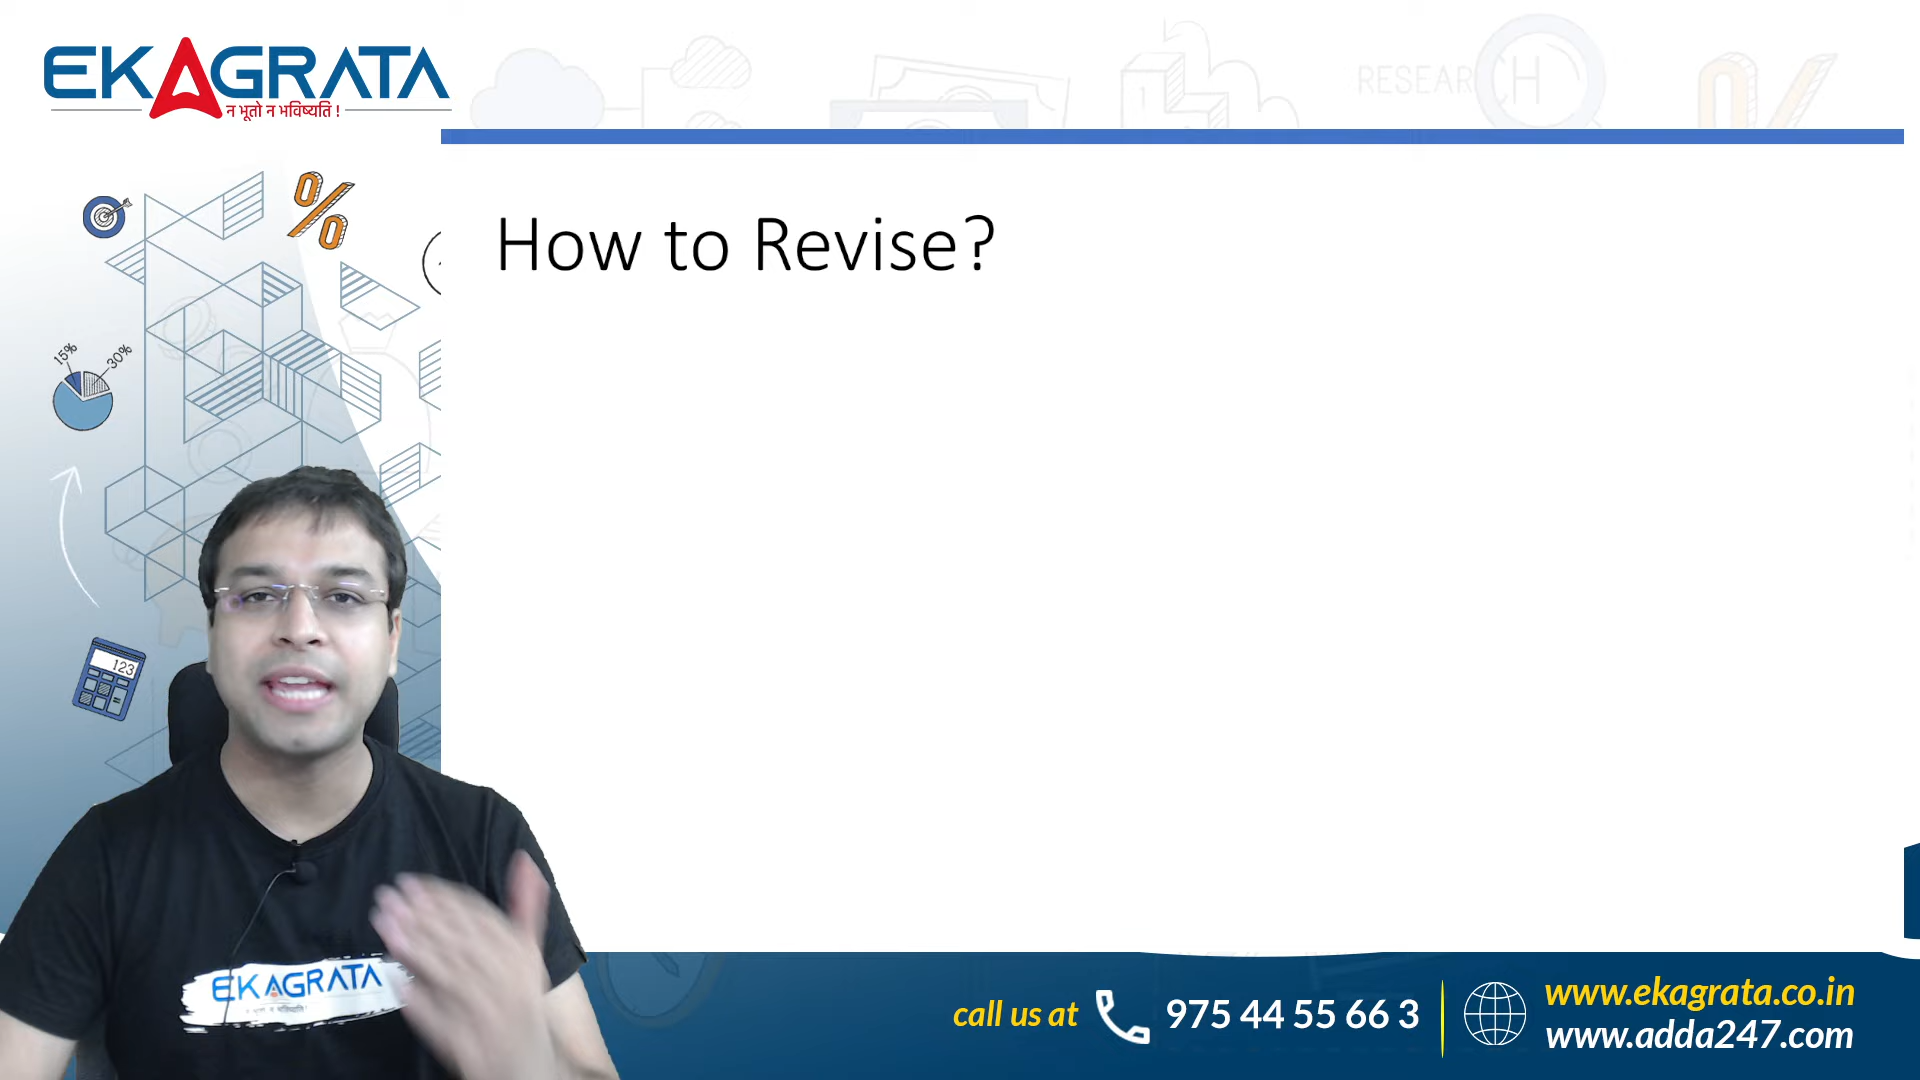 EKAGRATA
न भूतो न भविष्यति !
RESEARCH
%
How to Revise?
15%
30%
123
EKAGRATA
call us at 975 44 55 66 3
www.ekagrata.co.in
www.adda247.com